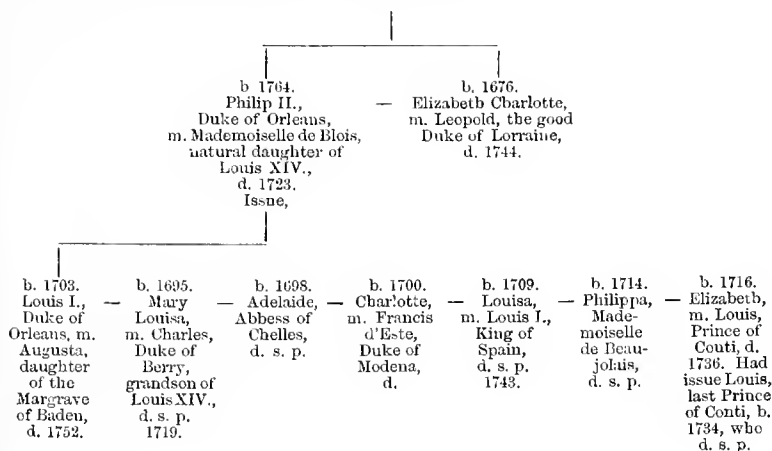 b 1764.
Philip II.,
Duke of Orleans,
m. Mademoiselle de Blois,
natural daughter of
Louis XIV.,
d. 1723.
Issue,
—
b. 1676.
Elizabeth Charlotte,
m. Leopold, the good
Duke of Lorraine,
d. 1744.
b. 1703.
Louis I.,
Duke of
Orleans, m.
Augusta,
daughter
of the
Margrave
of Baden,
d. 1752.
—
b. 1695.
Mary
Louisa,
m. Charles,
Duke of
Berry,
grandson of
Louis XIV.,
d. s. p.
1719.
—
b. 1698.
Adelaide,
Abbess of
Chelles,
d. s. p.
—
b. 1700.
Charlotte,
m. Francis
d'Este,
Duke of
Modena,
d.
—
b. 1709.
Louisa,
m. Louis I.,
King of
Spain,
d. s. p.
1743.
—
b. 1714.
Philippa,
Made-
moiselle
de Beau-
jolais,
d. s. p.
—
b. 1716.
Elizabeth,
m. Louis,
Prince of
Couti, d.
1736. Had
issue Louis,
last Prince
of Conti, b.
1734, who
d. s. p.